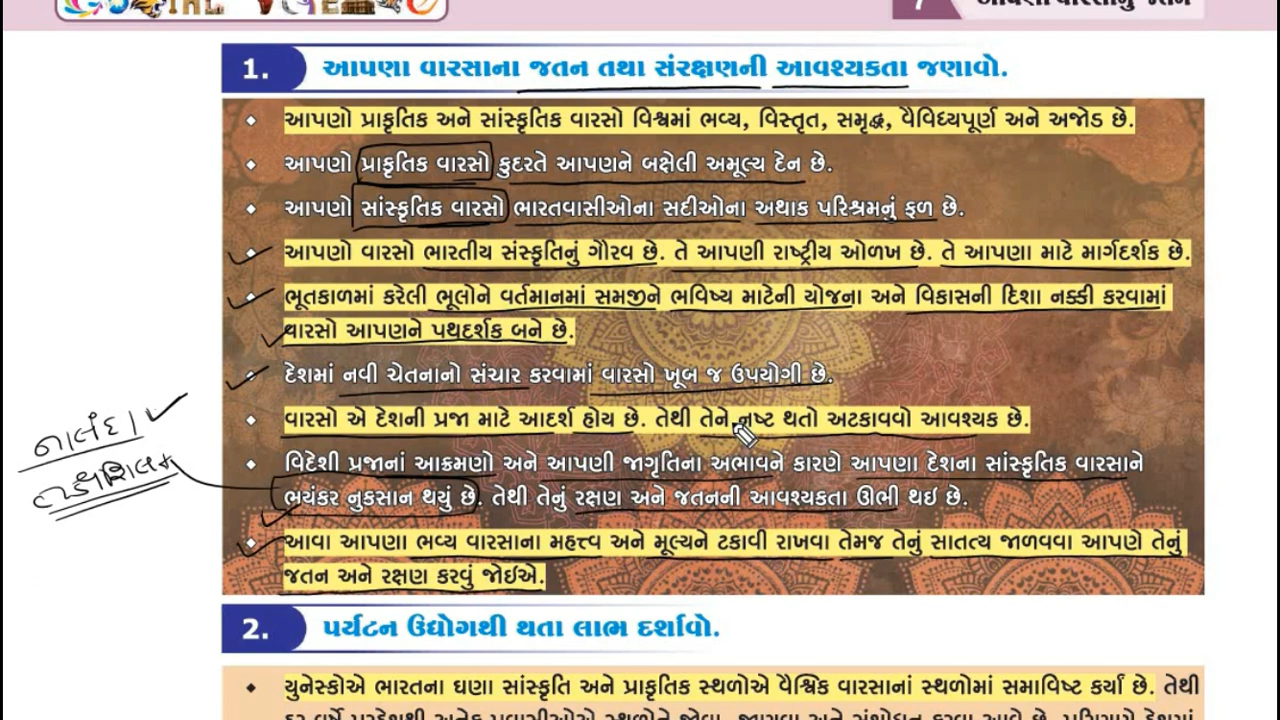 7 આપણા વારસાનું જતન
1. આપણા વારસાના જતન તથા સંરક્ષણની આવશ્યકતા જણાવો.
આપણો પ્રાકૃતિક અને સાંસ્કૃતિક વારસો વિશ્વમાં ભવ્ય, વિસ્તૃત, સમૃદ્ધ, વૈવિધ્યપૂર્ણ અને અજોડ છે.
આપણો પ્રાકૃતિક વારસો કુદરતે આપણને બક્ષેલી અમૂલ્ય દેન છે.
આપણો સાંસ્કૃતિક વારસો ભારતવાસીઓના સદીઓના અથાક પરિશ્રમનું ફળ છે.
આપણો વારસો ભારતીય સંસ્કૃતિનું ગૌરવ છે. તે આપણી રાષ્ટ્રીય ઓળખ છે. તે આપણા માટે માર્ગદર્શક છે.
ભૂતકાળમાં કરેલી ભૂલોને વર્તમાનમાં સમજીને ભવિષ્ય માટેની યોજના અને વિકાસની દિશા નક્કી કરવામાં
વારસો આપણને પથદર્શક બને છે.
દેશમાં નવી ચેતનાનો સંચાર કરવામાં વારસો ખૂબ જ ઉપયોગી છે.
વારસો એ દેશની પ્રજા માટે આદર્શ હોય છે. તેથી તેને નષ્ટ થતો અટકાવવો આવશ્યક છે.
નાલંદા
તક્ષશિલા
વિદેશી પ્રજાનાં આક્રમણો અને આપણી જાગૃતિના અભાવને કારણે આપણા દેશના સાંસ્કૃતિક વારસાને
ભયંકર નુકસાન થયું છે. તેથી તેનું રક્ષણ અને જતનની આવશ્યકતા ઊભી થઇ છે.
આવા આપણા ભવ્ય વારસાના મહત્ત્વ અને મૂલ્યને ટકાવી રાખવા તેમજ તેનું સાતત્ય જાળવવા આપણે તેનું
જતન અને રક્ષણ કરવું જોઈએ.
2. પર્યટન ઉદ્યોગથી થતા લાભ દર્શાવો.
યુનેસ્કોએ ભારતના ઘણા સાંસ્કૃતિ અને પ્રાકૃતિક સ્થળોએ વૈશ્વિક વારસાનાં સ્થળોમાં સમાવિષ્ટ કર્યાં છે. તેથી